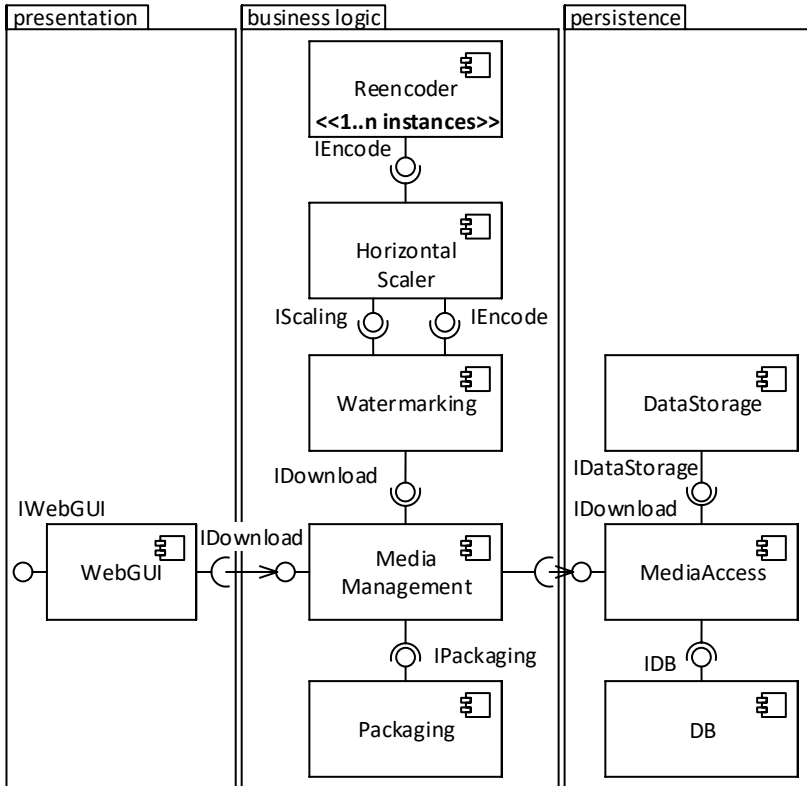 presentation
business logic
persistence
Reencoder
<<1..n instances>>
IEncode
Horizontal
Scaler
IScaling
IEncode
Watermarking
DataStorage
IDownload
IDataStorage
IWebGUI
IDownload
IDownload
WebGUI
Media
Management
MediaAccess
IPackaging
IDB
Packaging
DB